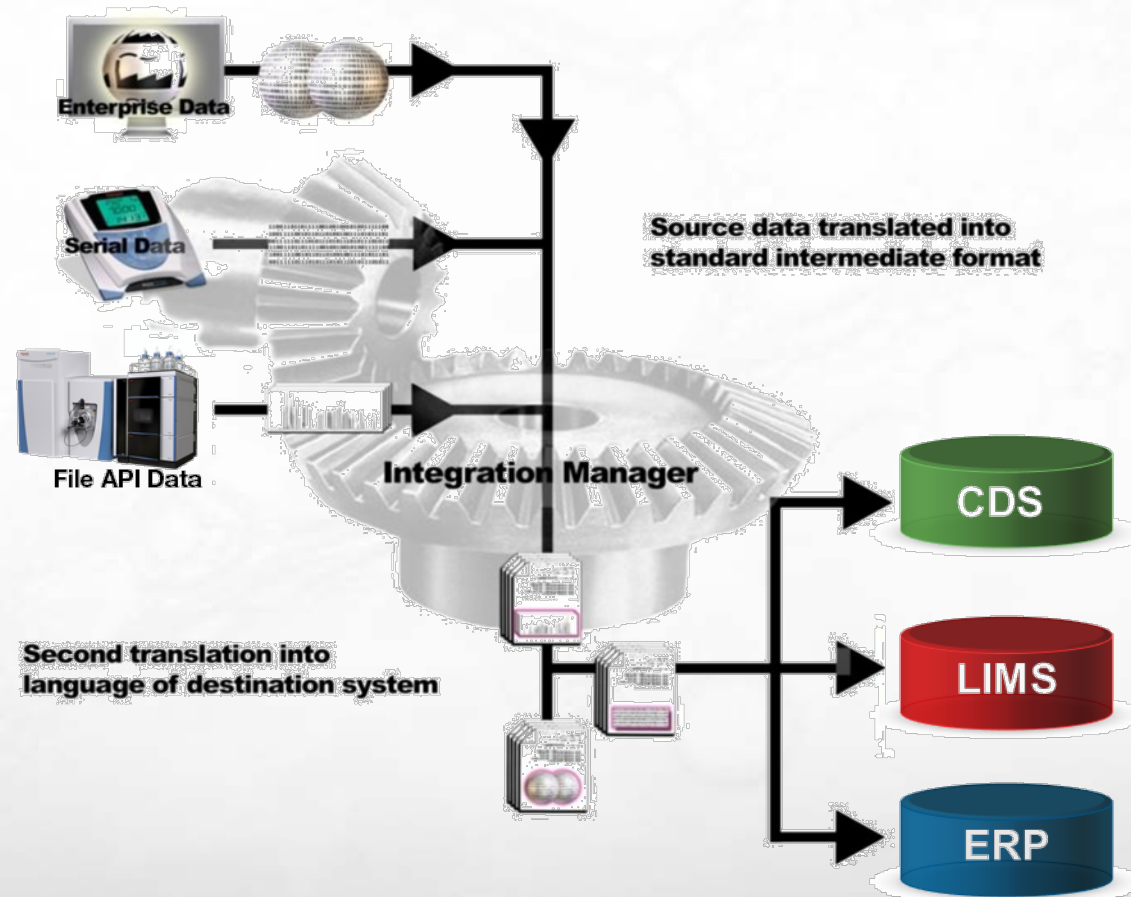 Enterprise Data
Serial Data
Source data translated into
standard intermediate format
File API Data
Integration Manager
CDS
Second translation into
language of destination system
LIMS
ERP